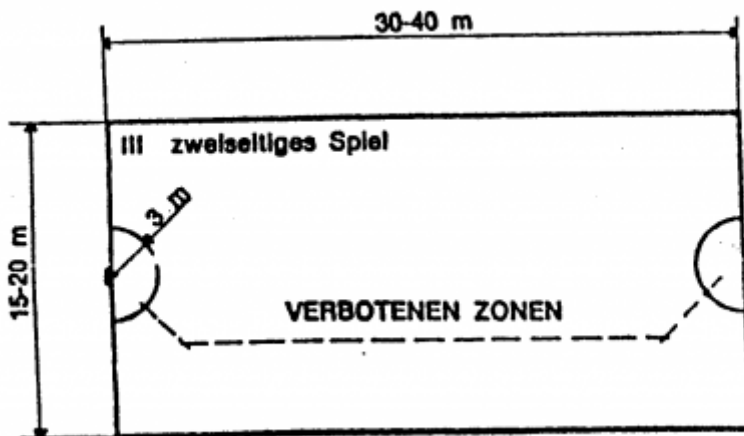 30-40 m
III zweiseitiges Spiel
3 m
15-20 m
VERBOTENEN ZONEN